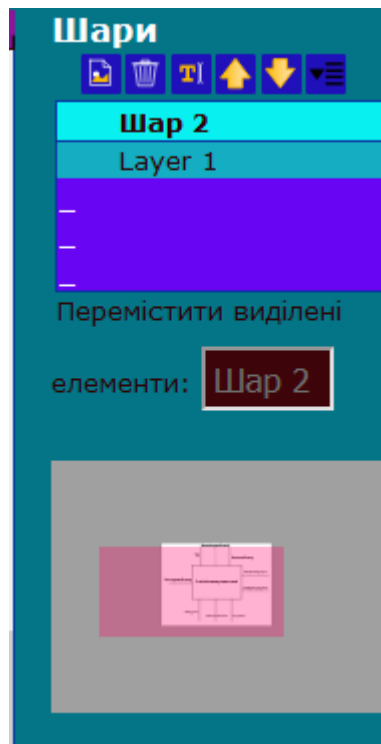 Шари
Шар 2
Layer 1
Перемістити виділені
елементи: Шар 2